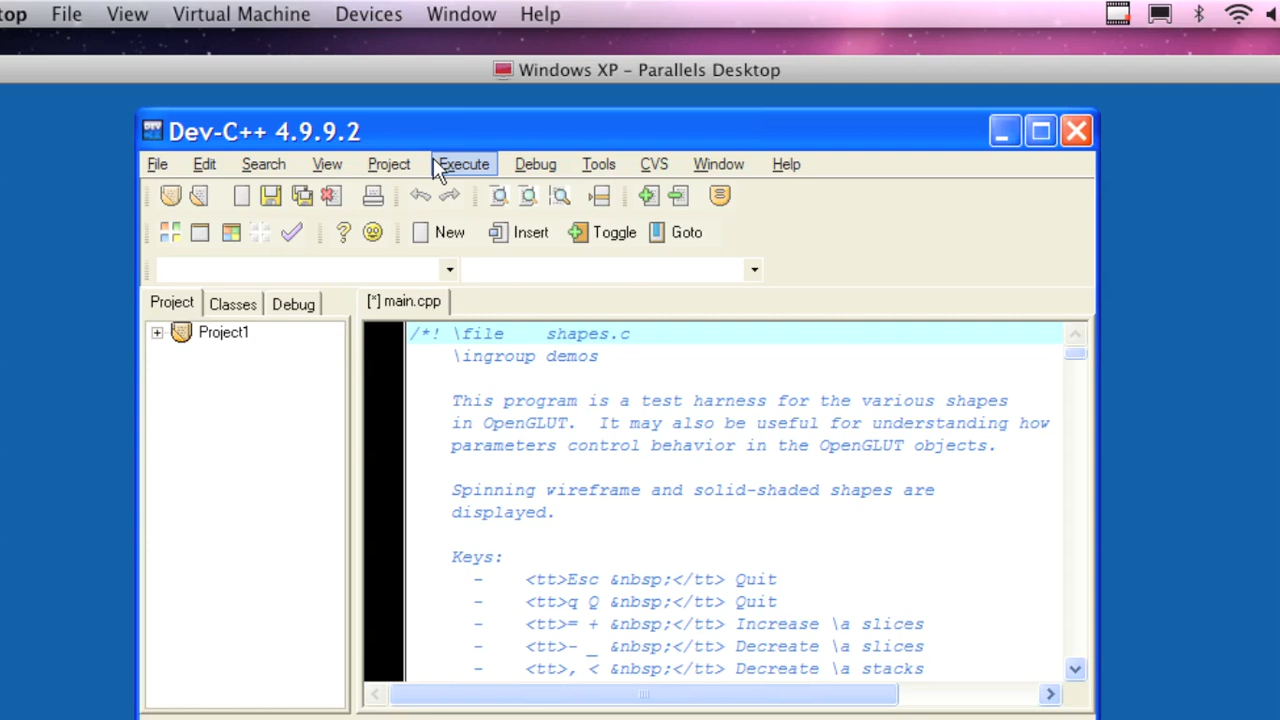 top File View Virtual Machine Devices Window Help
Windows XP – Parallels Desktop
DEV Dev-C++ 4.9.9.2
File Edit Search View Project Execute Debug Tools CVS Window Help
New Insert Toggle Goto
Project Classes Debug [*] main.cpp
Project1
/*! \file    shapes.c
\ingroup demos
This program is a test harness for the various shapes
in OpenGLUT.  It may also be useful for understanding how
parameters control behavior in the OpenGLUT objects.
Spinning wireframe and solid-shaded shapes are
displayed.
Keys:
-    <tt>Esc &nbsp;</tt> Quit
-    <tt>q Q &nbsp;</tt> Quit
-    <tt>= + &nbsp;</tt> Increase \a slices
-    <tt>- _ &nbsp;</tt> Decreate \a slices
-    <tt>, < &nbsp;</tt> Decreate \a stacks